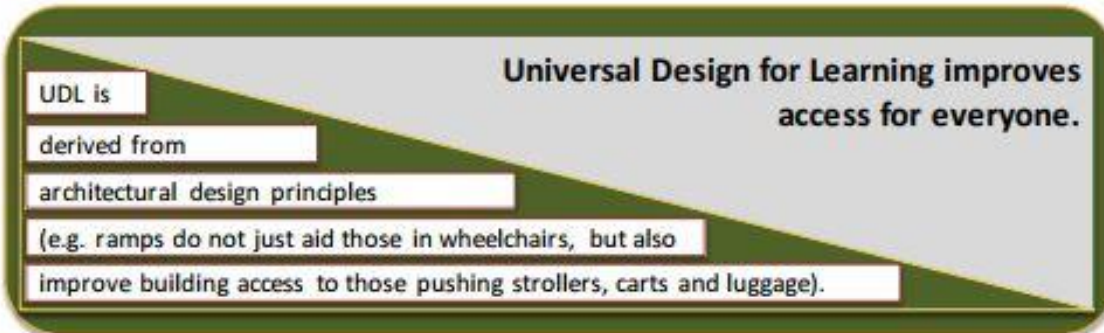 Universal Design for Learning improves
access for everyone.
UDL is
derived from
architectural design principles
(e.g. ramps do not just aid those in wheelchairs, but also
improve building access to those pushing strollers, carts and luggage).